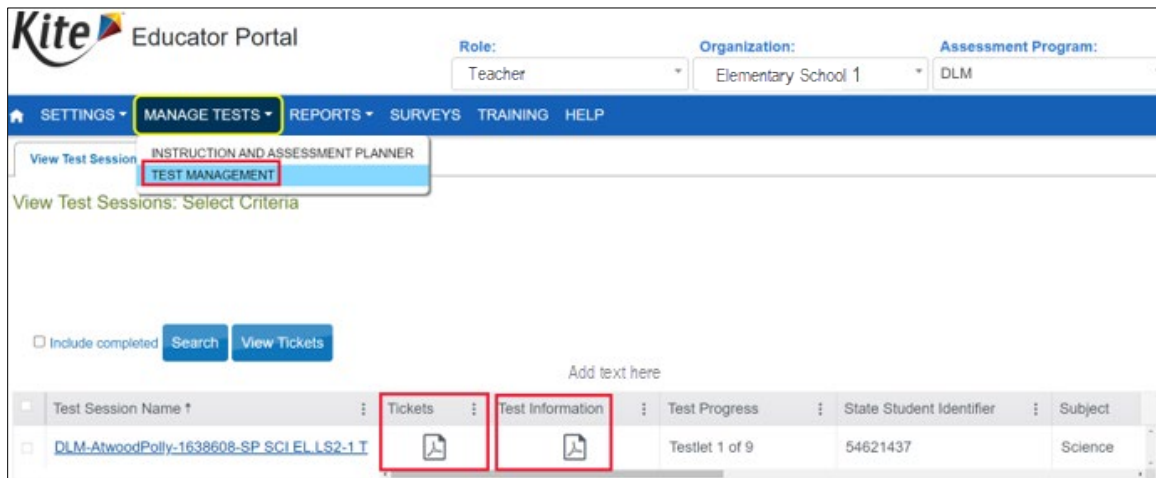 Kite Educator Portal
Role: Organization: Assessment Program:
Teacher Elementary School 1 DLM
SETTINGS MANAGE TESTS REPORTS SURVEYS TRAINING HELP
View Test Session INSTRUCTION AND ASSESSMENT PLANNER
TEST MANAGEMENT
View Test Sessions: Select Criteria
Include completed Search View Tickets
Add text here
Test Session Name ↑ Tickets Test Information Test Progress State Student Identifier Subject
DLM-AtwoodPolly-1638608-SP SCI EL.LS2-1 T Testlet 1 of 9 54621437 Science